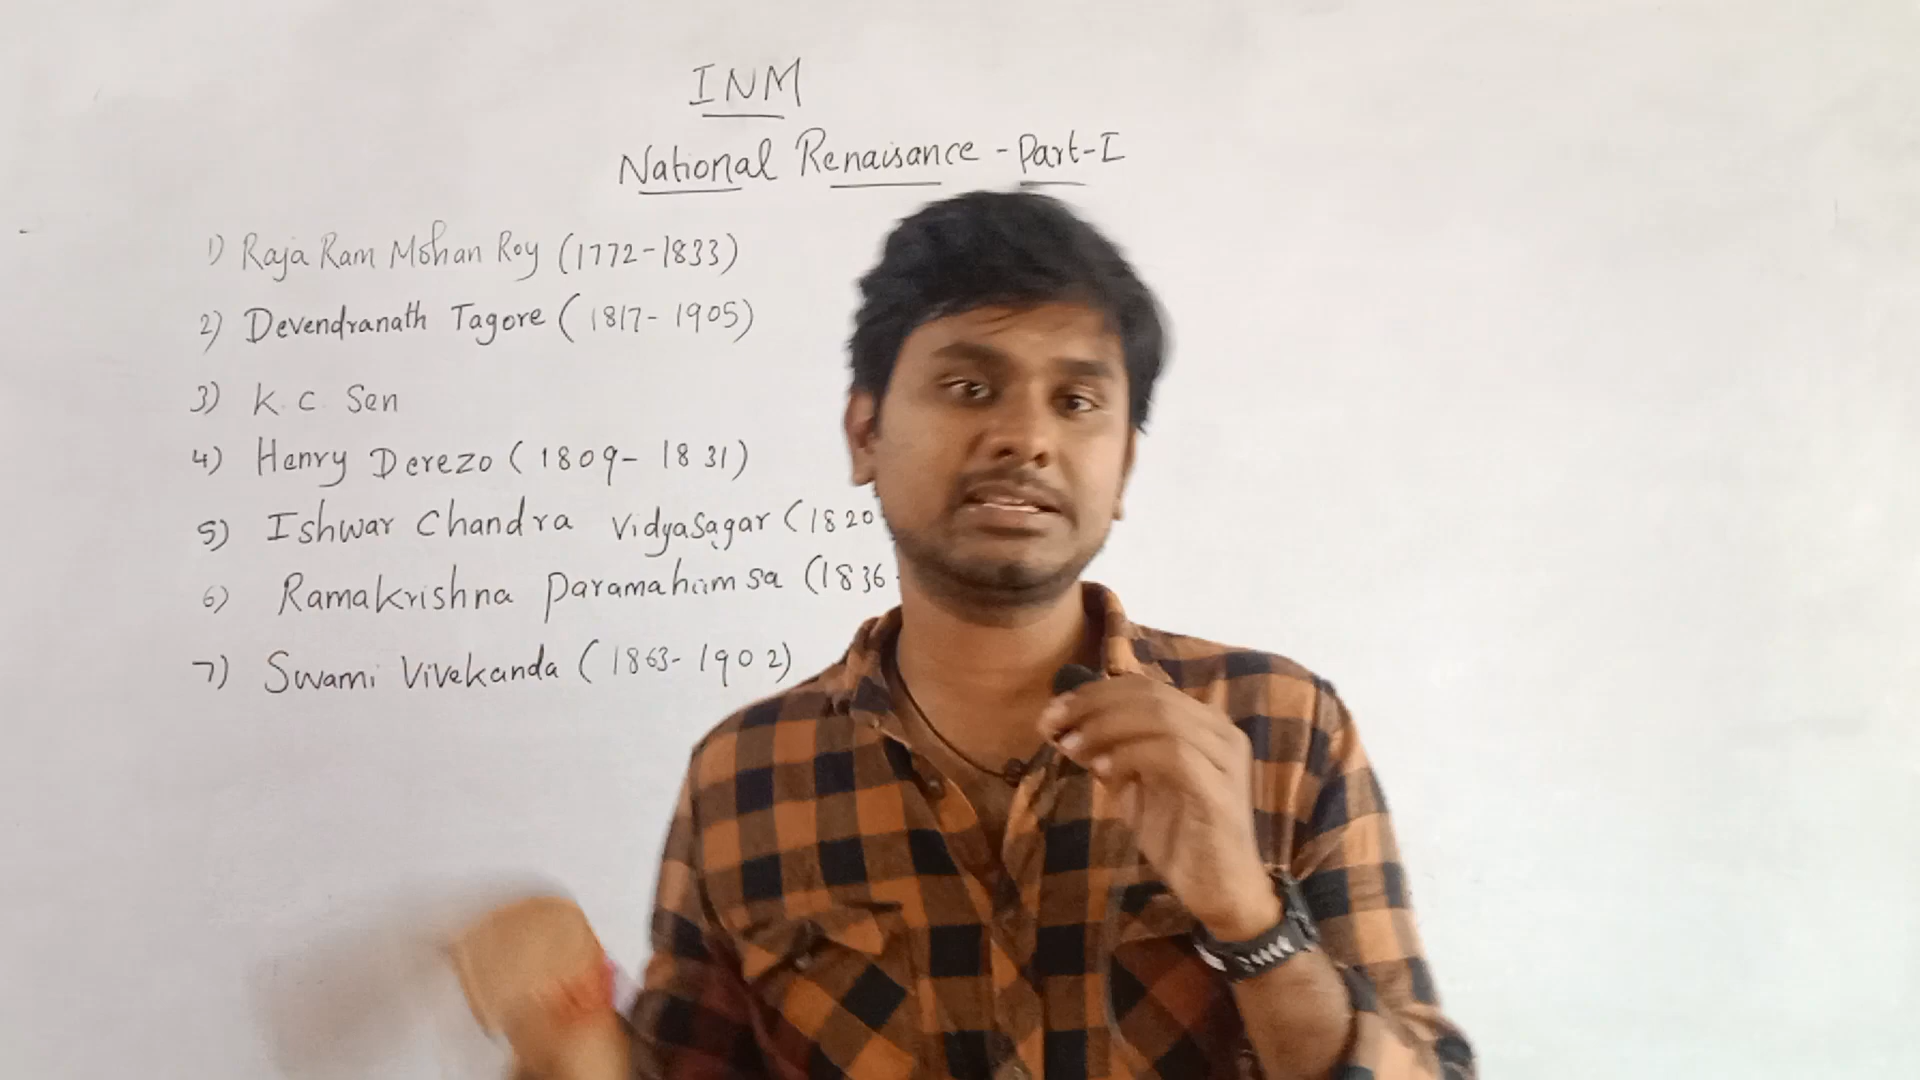 INM
National Renaisance - Part-I
1) Raja Ram Mohan Roy (1772-1833)
2) Devendranath Tagore (1817-1905)
3) K. C. Sen
4) Henry Derezo (1809-1831)
5) Ishwar Chandra Vidyasagar (1820
6) Ramakrishna Paramahamsa (1836-
7) Swami Vivekanda (1863-1902)